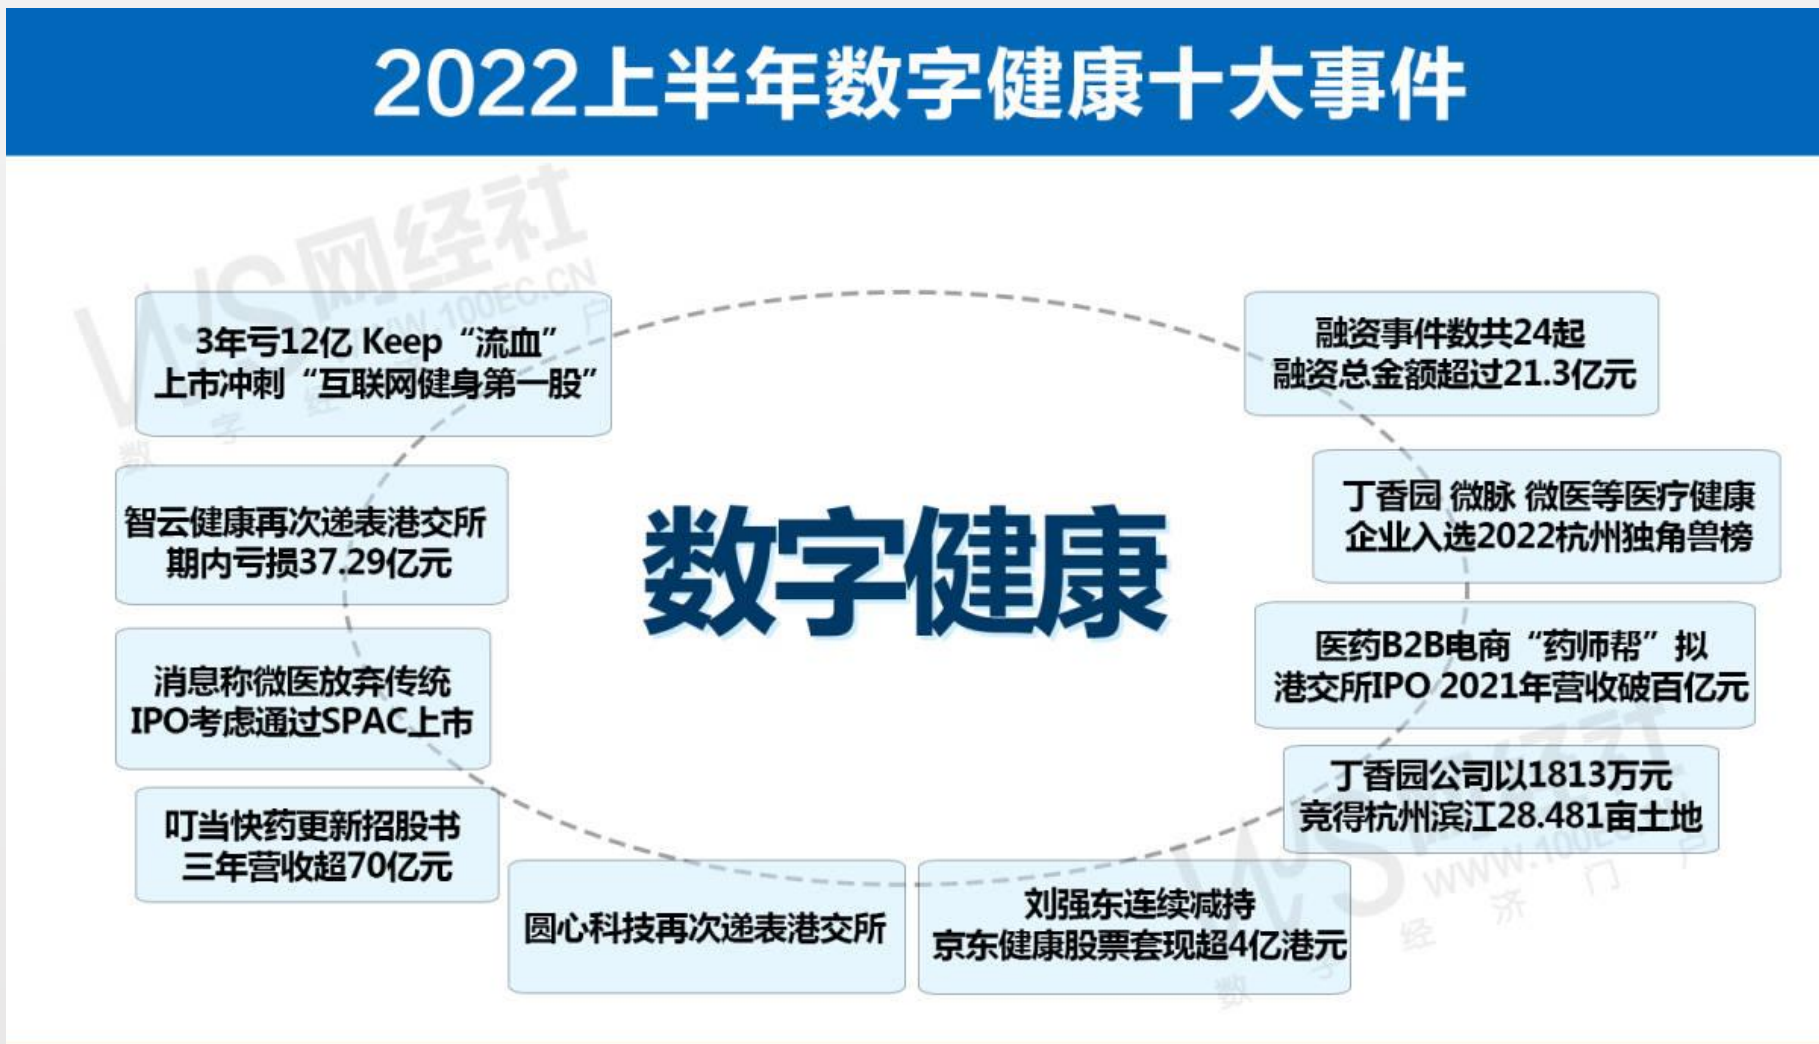 2022上半年数字健康十大事件
网经社
WWW.100EC.CN
3年亏12亿 Keep“流血”
上市冲刺“互联网健身第一股”
智云健康再次递表港交所
期内亏损37.29亿元
消息称微医放弃传统
IPO考虑通过SPAC上市
叮当快药更新招股书
三年营收超70亿元
圆心科技再次递表港交所
刘强东连续减持
京东健康股票套现超4亿港元
数字健康
融资事件数共24起
融资总金额超过21.3亿元
丁香园 微脉 微医等医疗健康
企业入选2022杭州独角兽榜
医药B2B电商“药师帮”拟
港交所IPO 2021年营收破百亿元
丁香园公司以1813万元
竞得杭州滨江28.481亩土地